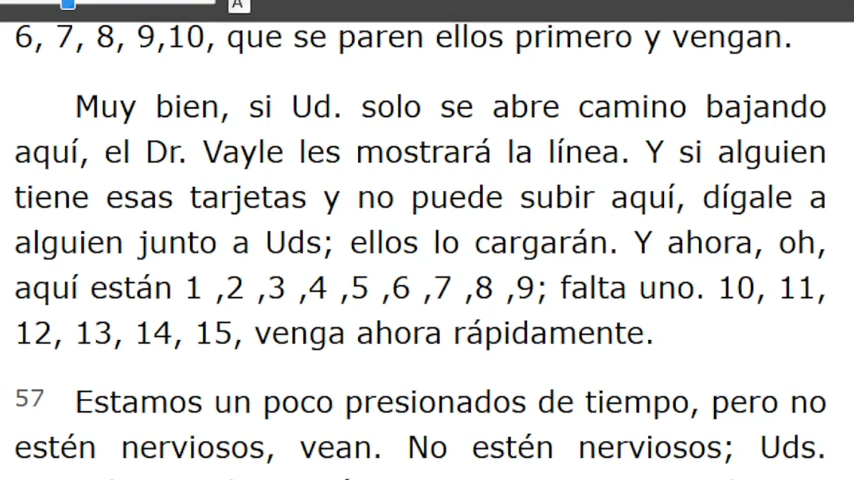 A
6, 7, 8, 9,10, que se paren ellos primero y vengan.
Muy bien, si Ud. solo se abre camino bajando
aquí, el Dr. Vayle les mostrará la línea. Y si alguien
tiene esas tarjetas y no puede subir aquí, dígale a
alguien junto a Uds; ellos lo cargarán. Y ahora, oh,
aquí están 1 ,2 ,3 ,4 ,5 ,6 ,7 ,8 ,9; falta uno. 10, 11,
12, 13, 14, 15, venga ahora rápidamente.
57 Estamos un poco presionados de tiempo, pero no
estén nerviosos, vean. No estén nerviosos; Uds.